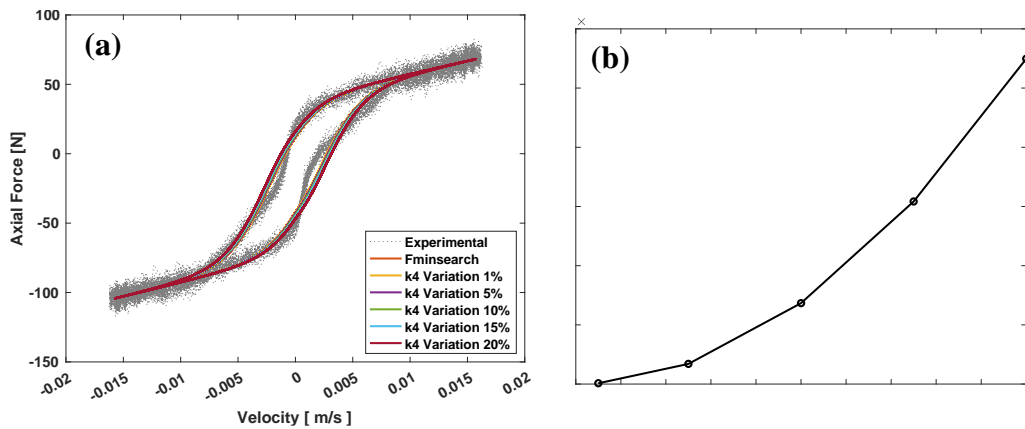 (a)
100
50
0
-50
-100
-150
Axial Force [N]
-0.02
-0.015
-0.01
-0.005
0
0.005
0.01
0.015
0.02
Velocity [ m/s ]
Experimental
Fminsearch
k4 Variation 1%
k4 Variation 5%
k4 Variation 10%
k4 Variation 15%
k4 Variation 20%
×
(b)